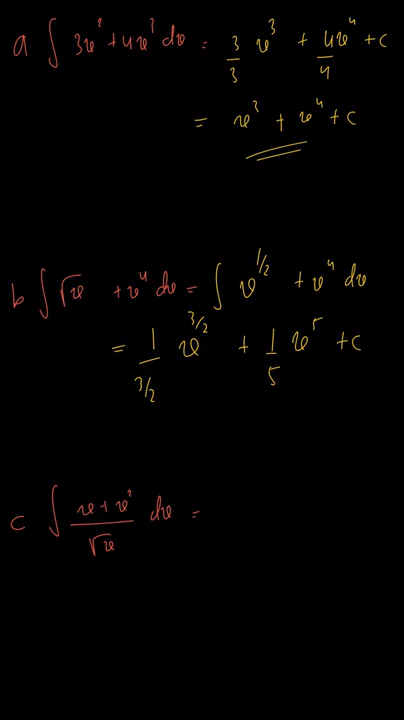 a ∫ 3x² + 4x³ dx = 3/3 x³ + 4x⁴/4 + c
= x³ + x⁴ + c
b ∫ √x + x⁴ dx = ∫ x^1/2 + x⁴ dx
= 1/(3/2) x^3/2 + 1/5 x⁵ + c
c ∫ (x + x²)/√x dx =